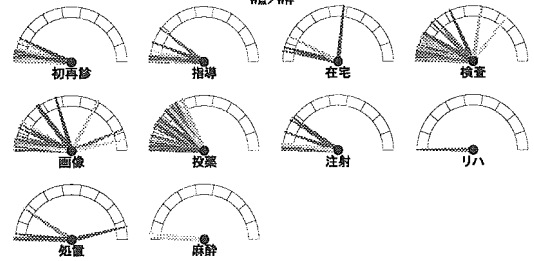 初再診 指導 在宅 検査
画像 投薬 注射 リハ
処置 麻酔